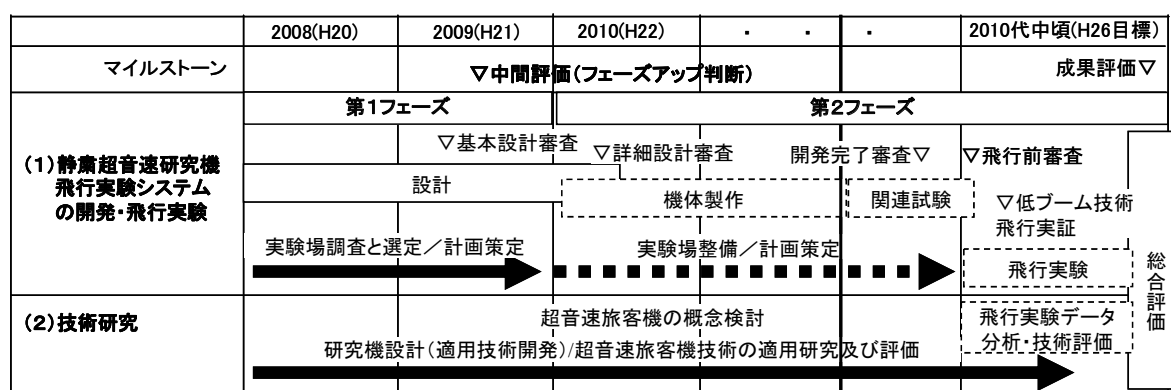 2008(H20) 2009(H21) 2010(H22) ・ ・ ・ 2010代中頃(H26目標)
マイルストーン ▽中間評価(フェーズアップ判断) 成果評価▽
第1フェーズ 第2フェーズ
(1)静粛超音速研究機
飛行実験システム
の開発・飛行実験
▽基本設計審査 ▽詳細設計審査 開発完了審査▽ ▽飛行前審査
設計 機体製作 関連試験 ▽低ブーム技術
飛行実証
実験場調査と選定／計画策定 実験場整備／計画策定 飛行実験
総合評価
(2)技術研究 超音速旅客機の概念検討 飛行実験データ
分析・技術評価
研究機設計(適用技術開発)/超音速旅客機技術の適用研究及び評価